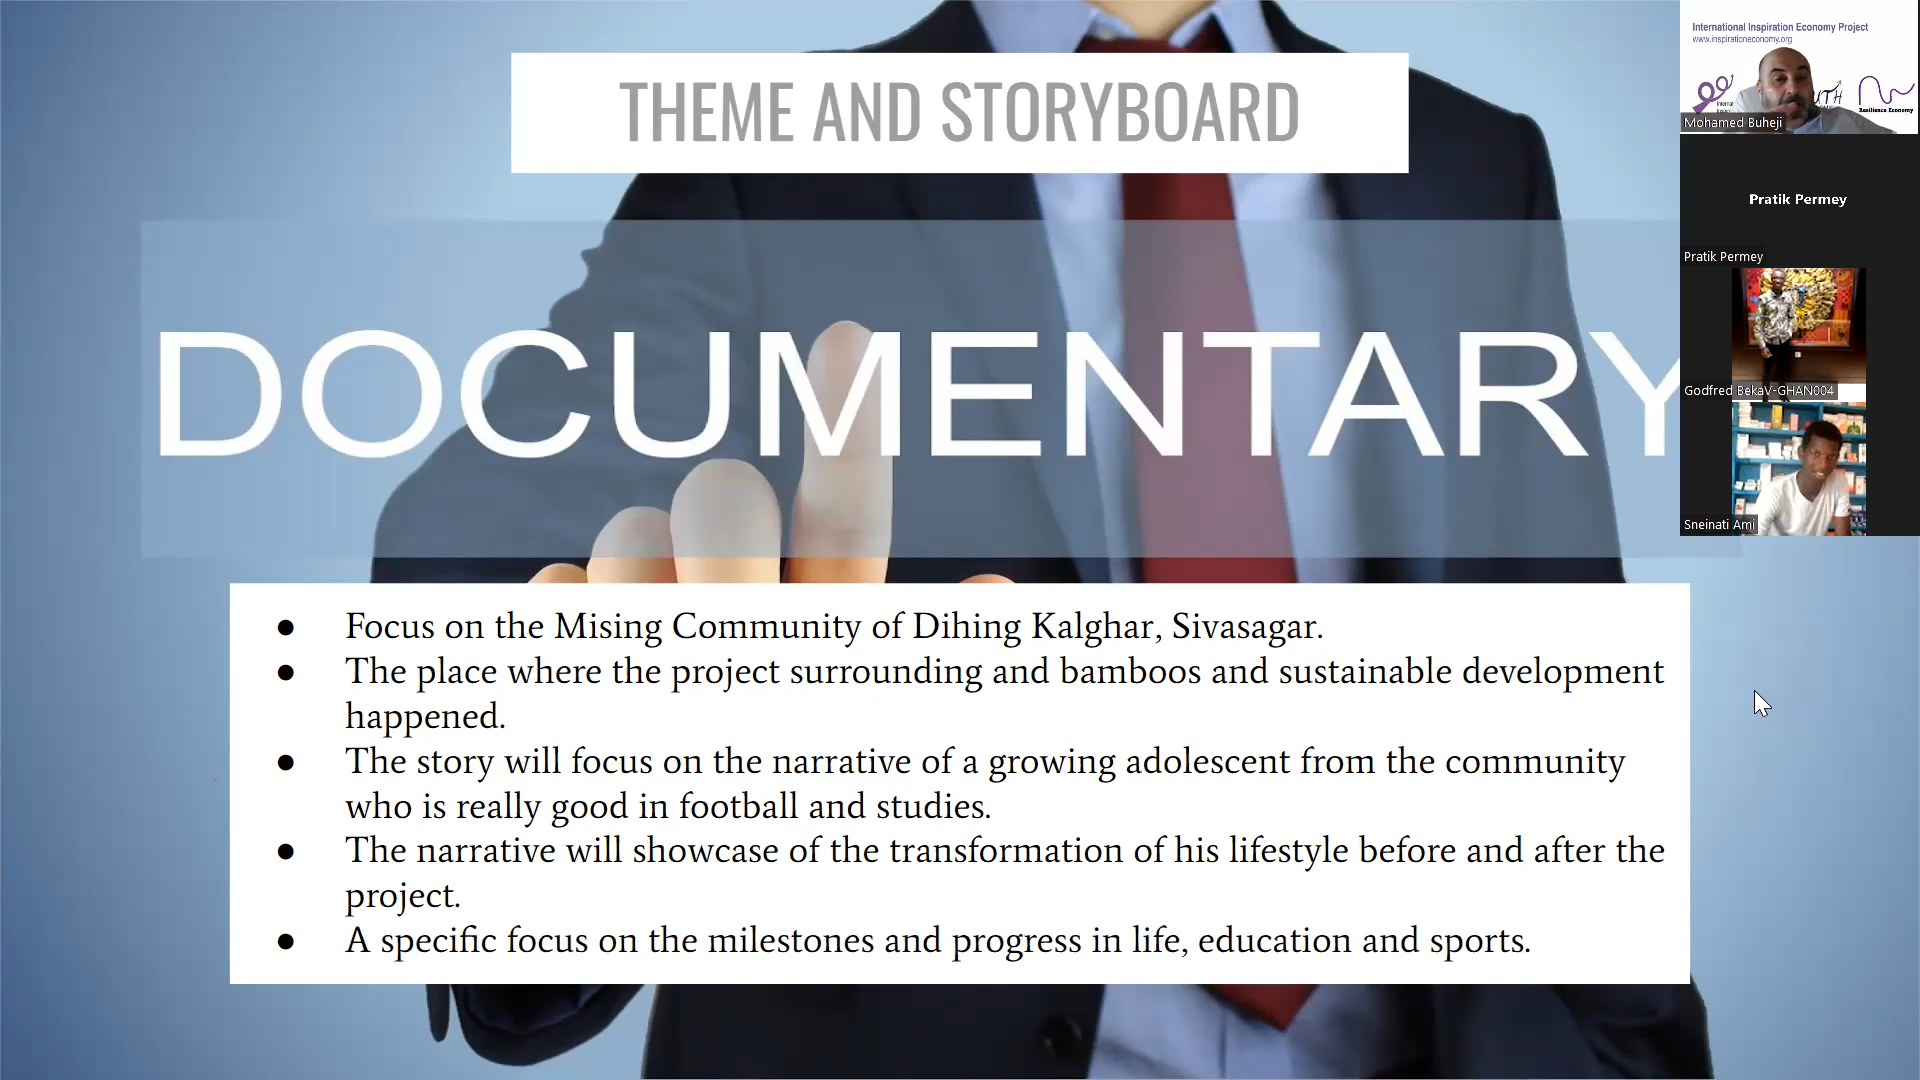 THEME AND STORYBOARD
DOCUMENTARY
● Focus on the Mising Community of Dihing Kalghar, Sivasagar.
● The place where the project surrounding and bamboos and sustainable development
happened.
● The story will focus on the narrative of a growing adolescent from the community
who is really good in football and studies.
● The narrative will showcase of the transformation of his lifestyle before and after the
project.
● A specific focus on the milestones and progress in life, education and sports.
International Inspiration Economy Project
www.inspirationeconomy.org
UTH
Resilience Economy
Mohamed Buheji
Pratik Permey
Pratik Permey
Godfred BekaV-GHAN004
Sneinati Ami